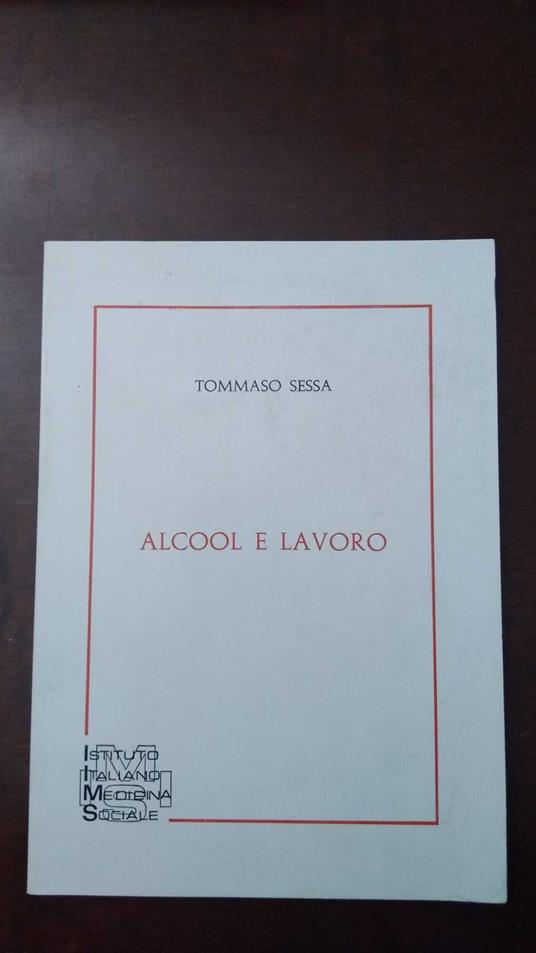 TOMMASO SESSA
ALCOOL E LAVORO
ISTITUTO
ITALIANO
MEDICINA
SOCIALE